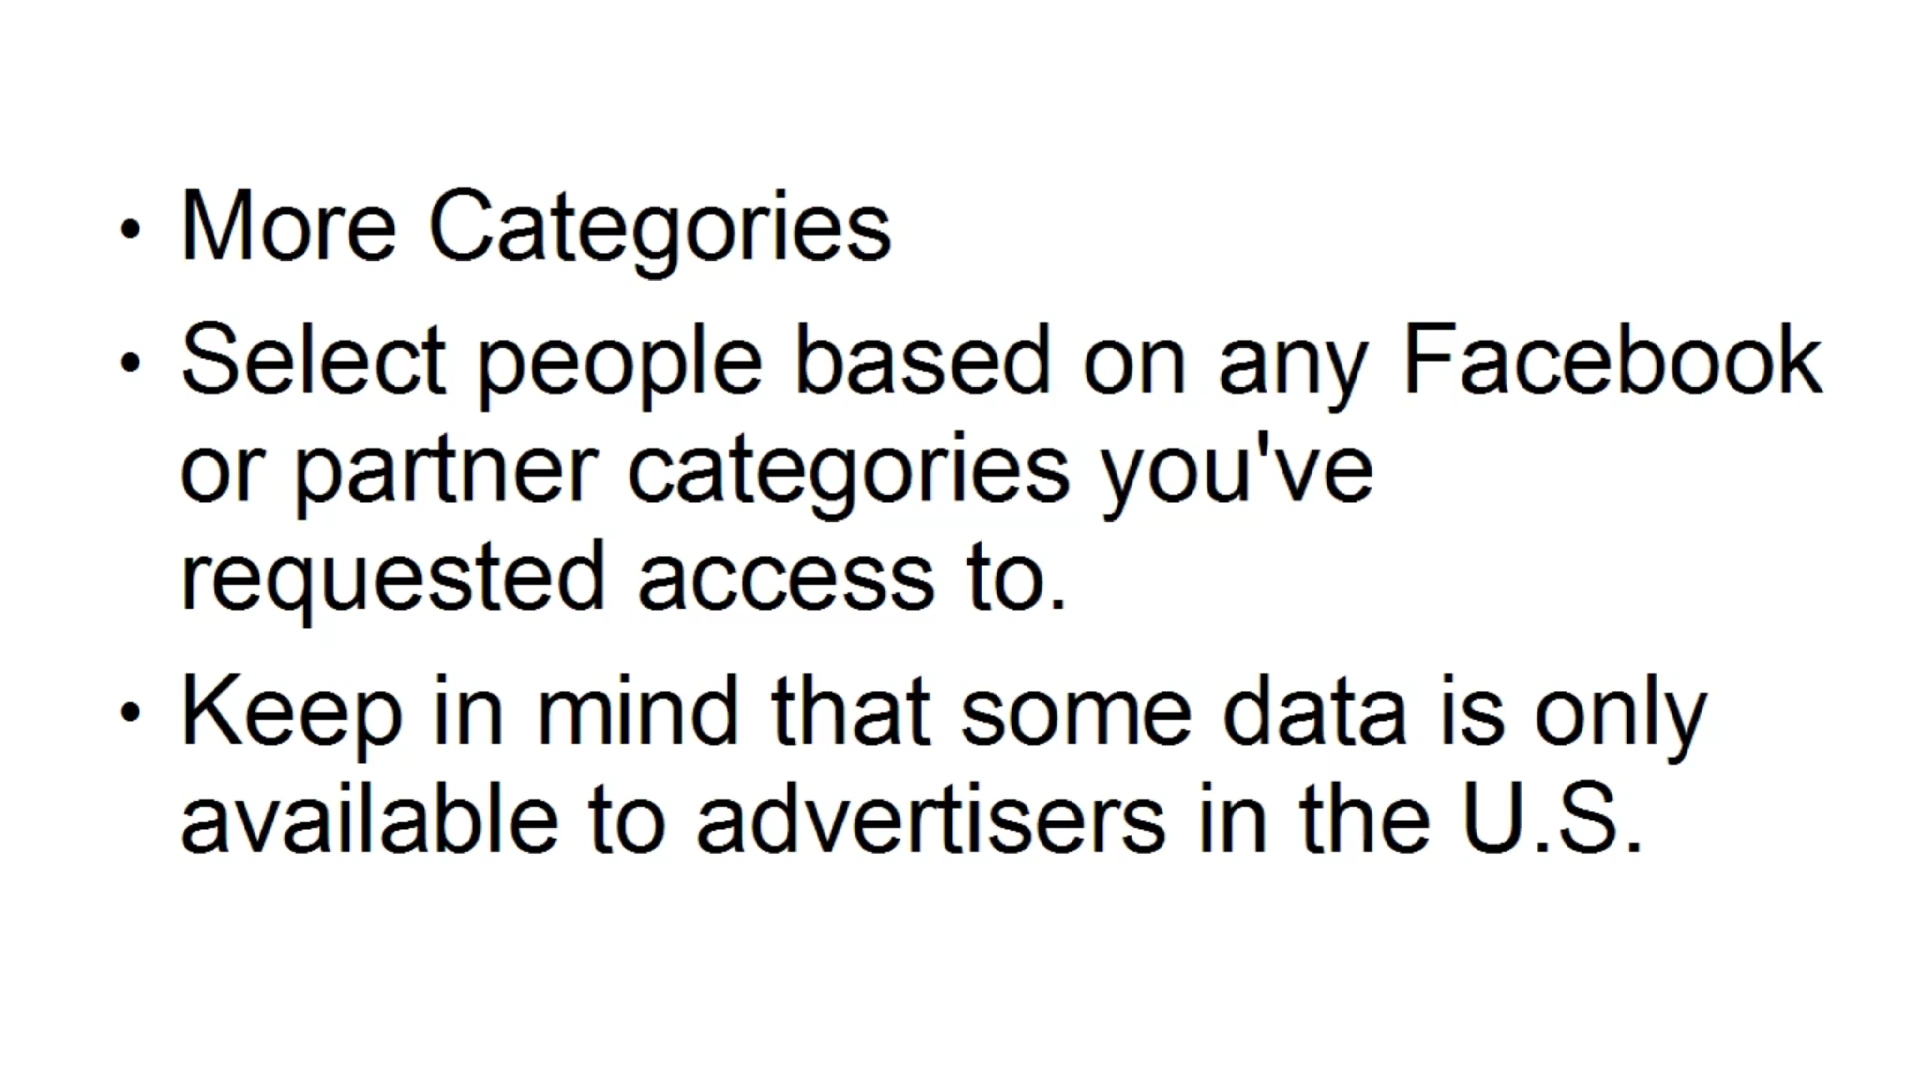 • More Categories
• Select people based on any Facebook
or partner categories you've
requested access to.
• Keep in mind that some data is only
available to advertisers in the U.S.